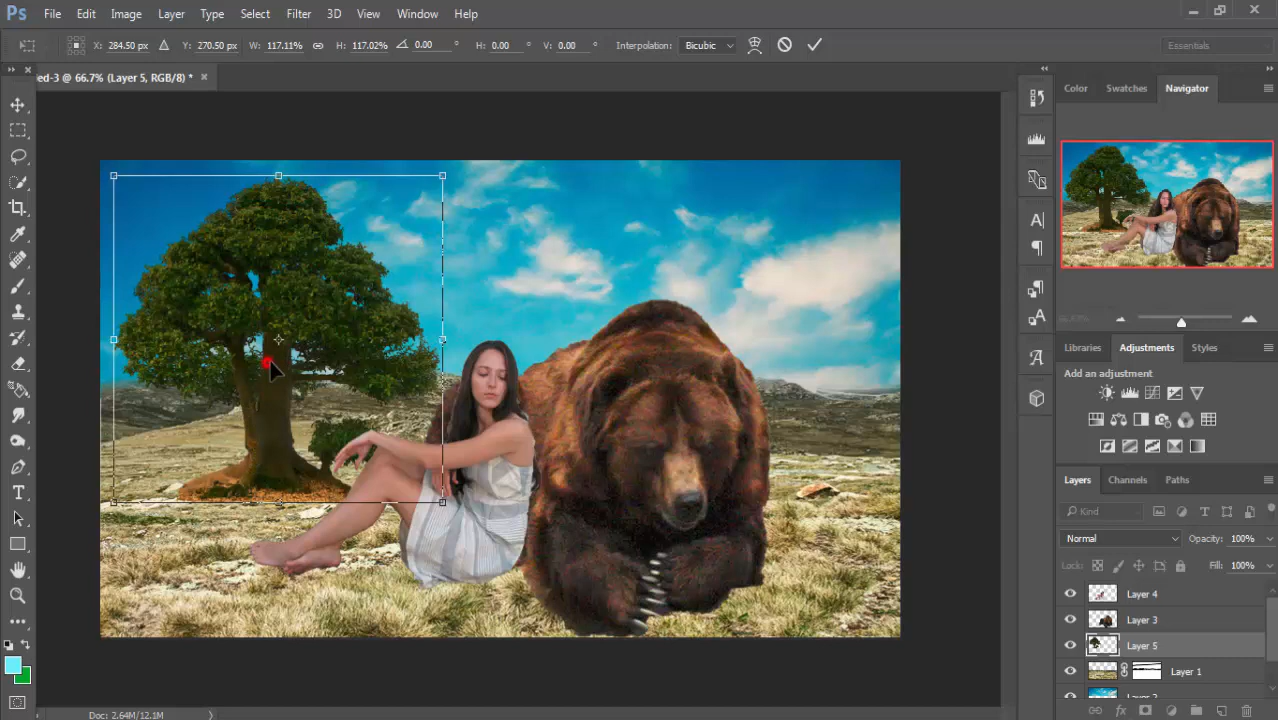 Ps File Edit Image Layer Type Select Filter 3D View Window Help
X: 284.50 px Y: 270.50 px W: 117.11% H: 117.02% 0.00 ° H: 0.00 ° V: 0.00 ° Interpolation: Bicubic Essentials
ed-3 @ 66.7% (Layer 5, RGB/8) * ×
Color Swatches Navigator
Libraries Adjustments Styles
Add an adjustment
Layers Channels Paths
Kind
Normal Opacity: 100%
Lock: Fill: 100%
Layer 4
Layer 3
Layer 5
Layer 1
Layer 2
Doc: 2.64M/12.1M